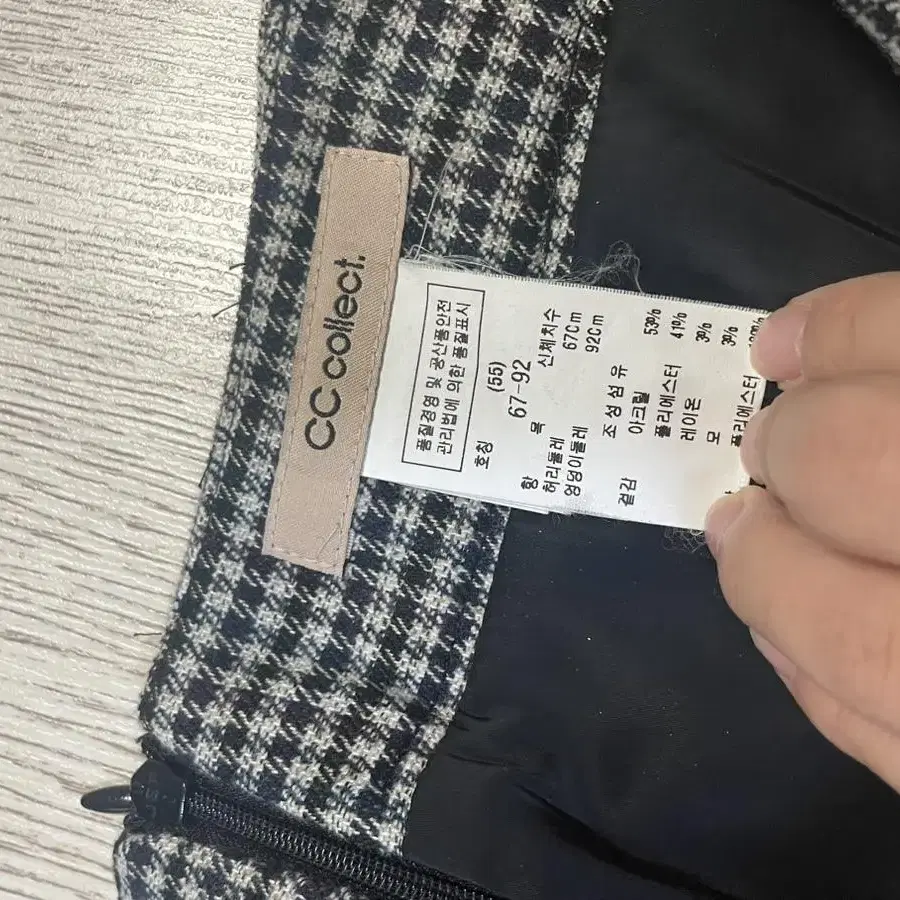 CC collect.
품질경영 및 공산품안전
관리법에 의한 품질표시
호칭 (55)
67-92
항 목 신체치수
허리둘레 67Cm
엉덩이둘레 92Cm
조성섬유
겉감 아크릴 53%
폴리에스터 41%
레이온 3%
모 3%
폴리에스터